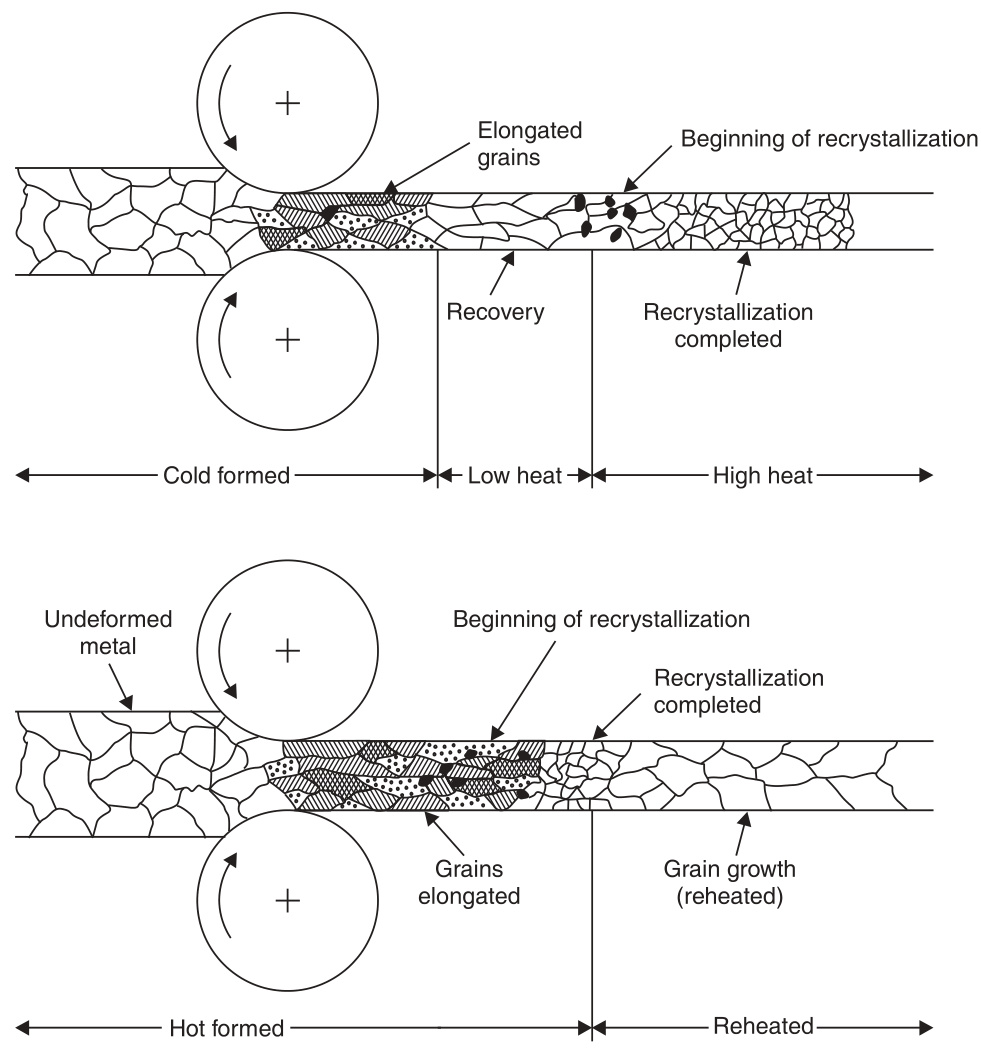 Elongated
grains
Beginning of recrystallization
Recovery
Recrystallization
completed
Cold formed
Low heat
High heat
Undeformed
metal
Beginning of recrystallization
Recrystallization
completed
Grains
elongated
Grain growth
(reheated)
Hot formed
Reheated